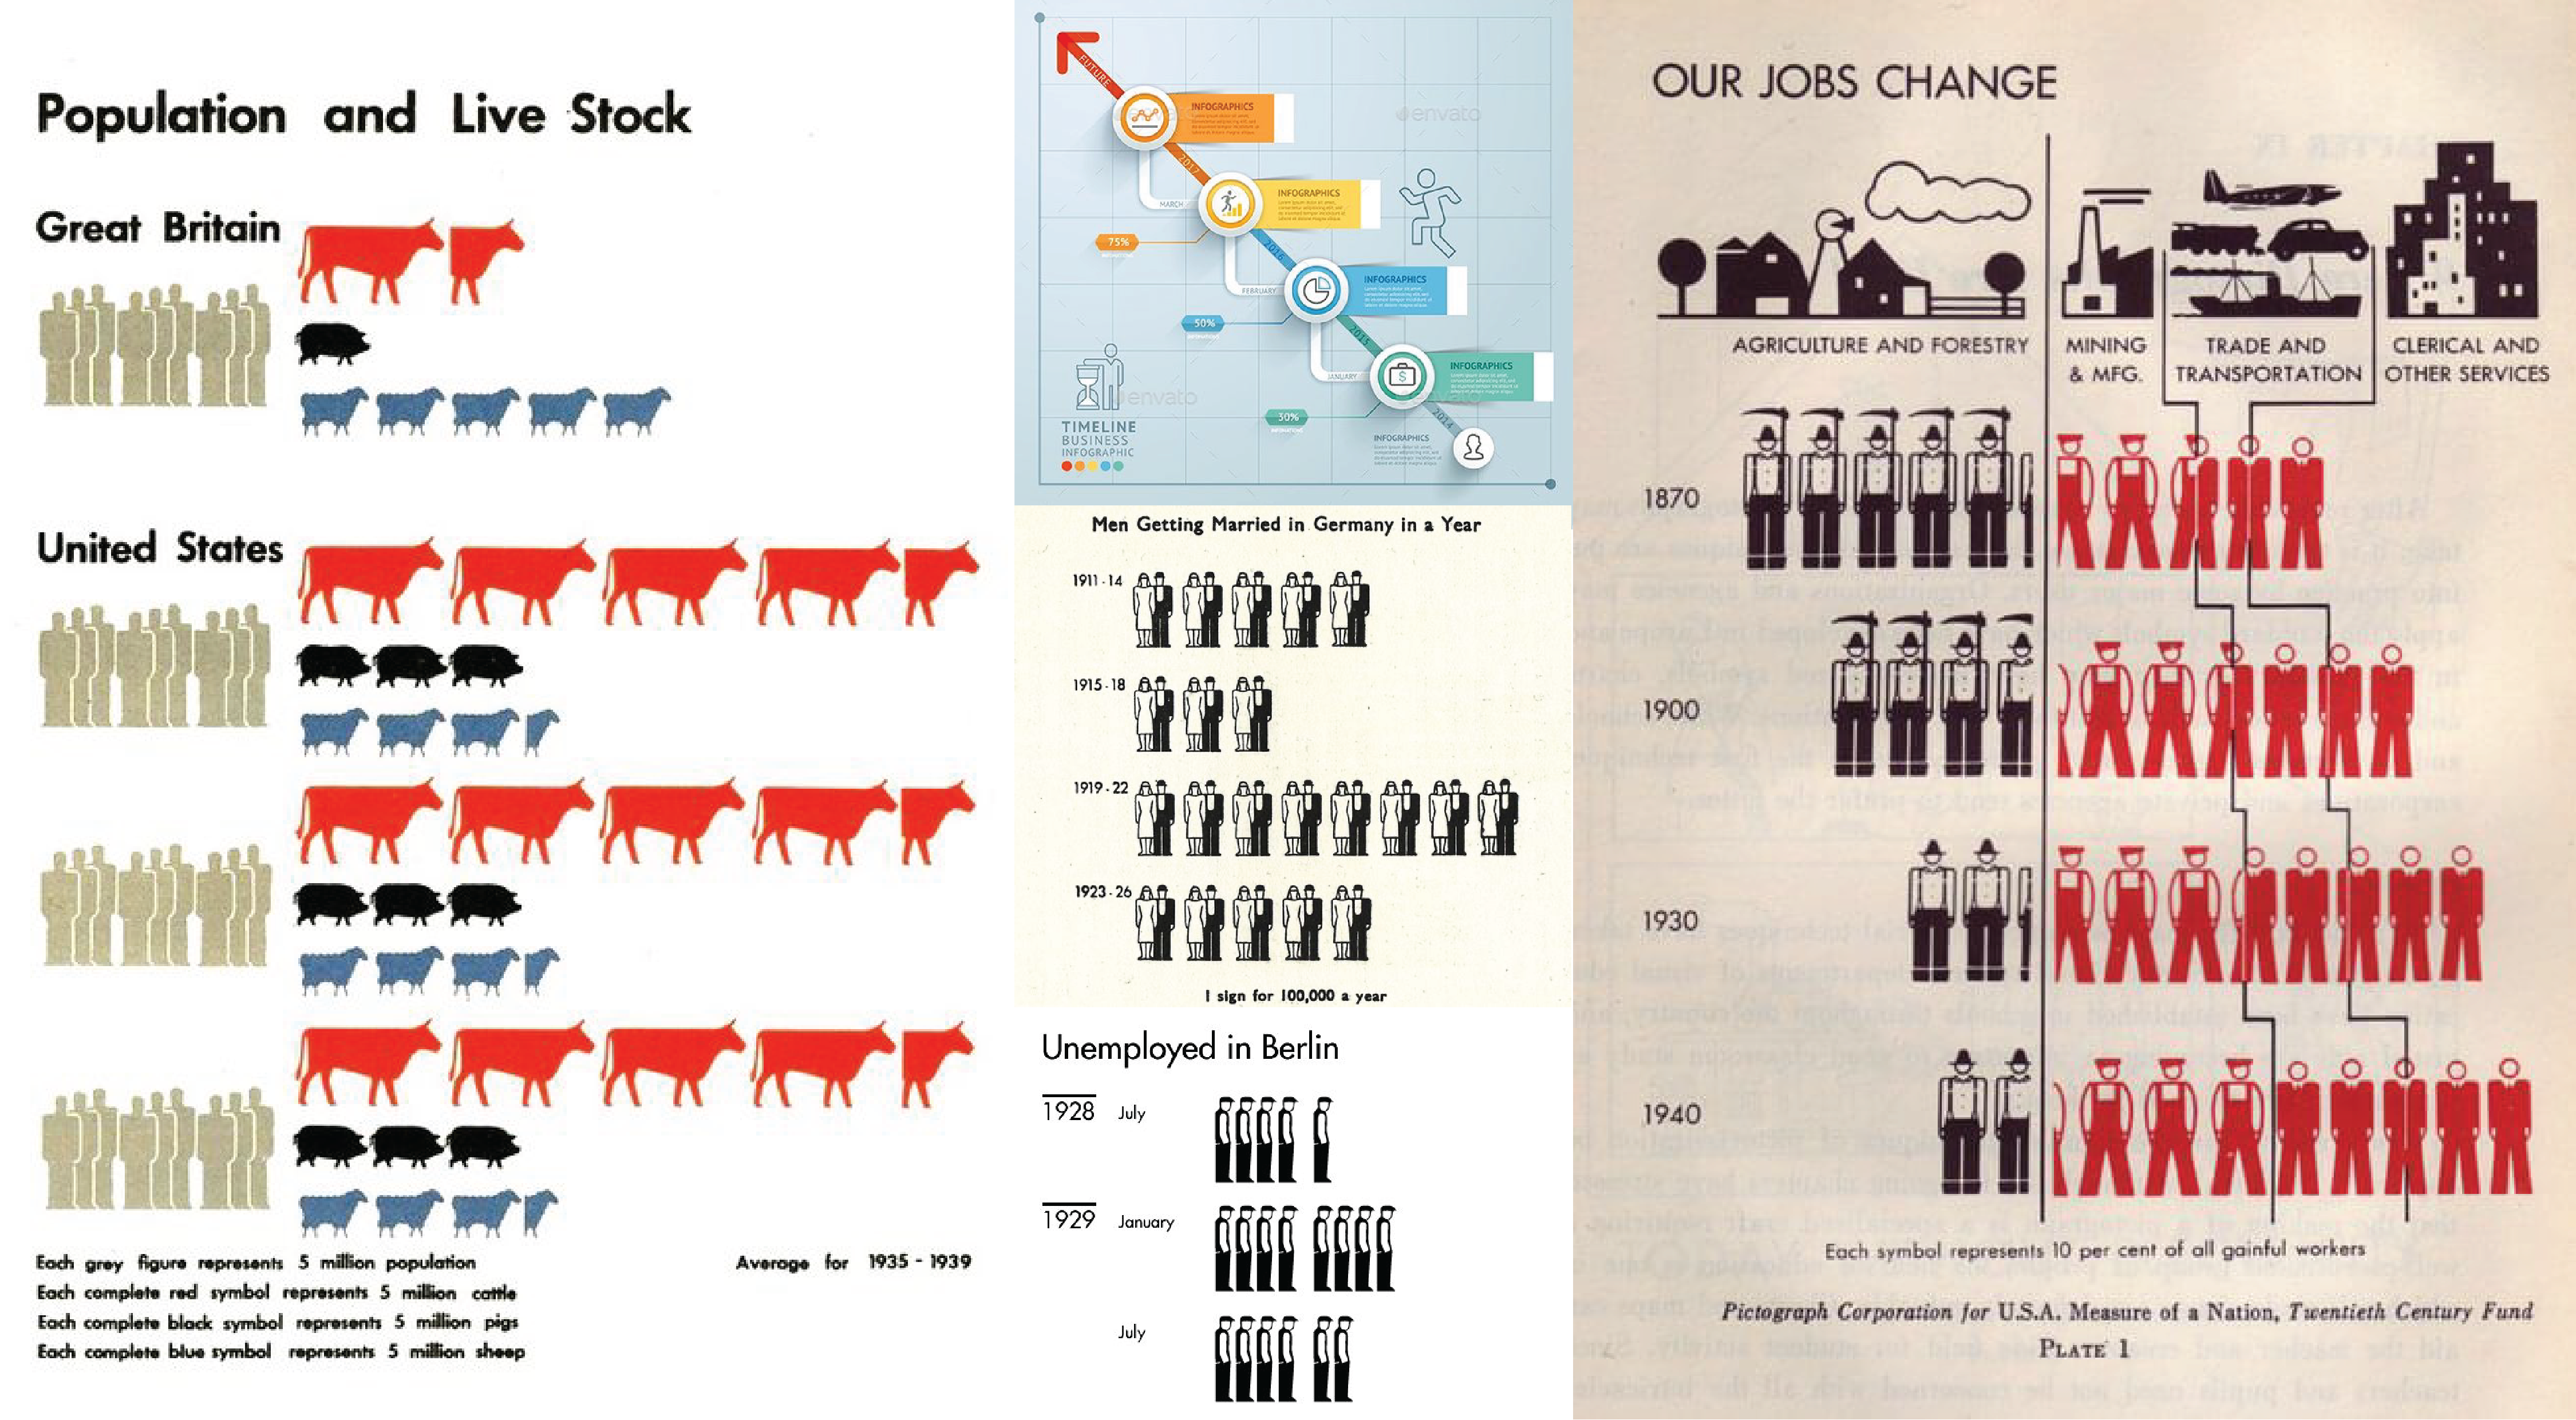 Population and Live Stock
Great Britain
United States
Each grey figure represents 5 million population
Average for 1935 - 1939
Each complete red symbol represents 5 million cattle
Each complete black symbol represents 5 million pigs
Each complete blue symbol represents 5 million sheep
FUTURE
INFOGRAPHICS
2017
envato
MARCH
INFOGRAPHICS
75%
2016
FEBRUARY
INFOGRAPHICS
50%
2015
JANUARY
INFOGRAPHICS
envato
30%
2014
TIMELINE
BUSINESS
INFOGRAPHIC
INFOGRAPHICS
Men Getting Married in Germany in a Year
1911 - 14
1915 - 18
1919 - 22
1923 - 26
1 sign for 100,000 a year
Unemployed in Berlin
1928 July
1929 January
July
OUR JOBS CHANGE
AGRICULTURE AND FORESTRY
MINING
& MFG.
TRADE AND
TRANSPORTATION
CLERICAL AND
OTHER SERVICES
1870
1900
1930
1940
Each symbol represents 10 per cent of all gainful workers
Pictograph Corporation for U.S.A. Measure of a Nation, Twentieth Century Fund
PLATE 1